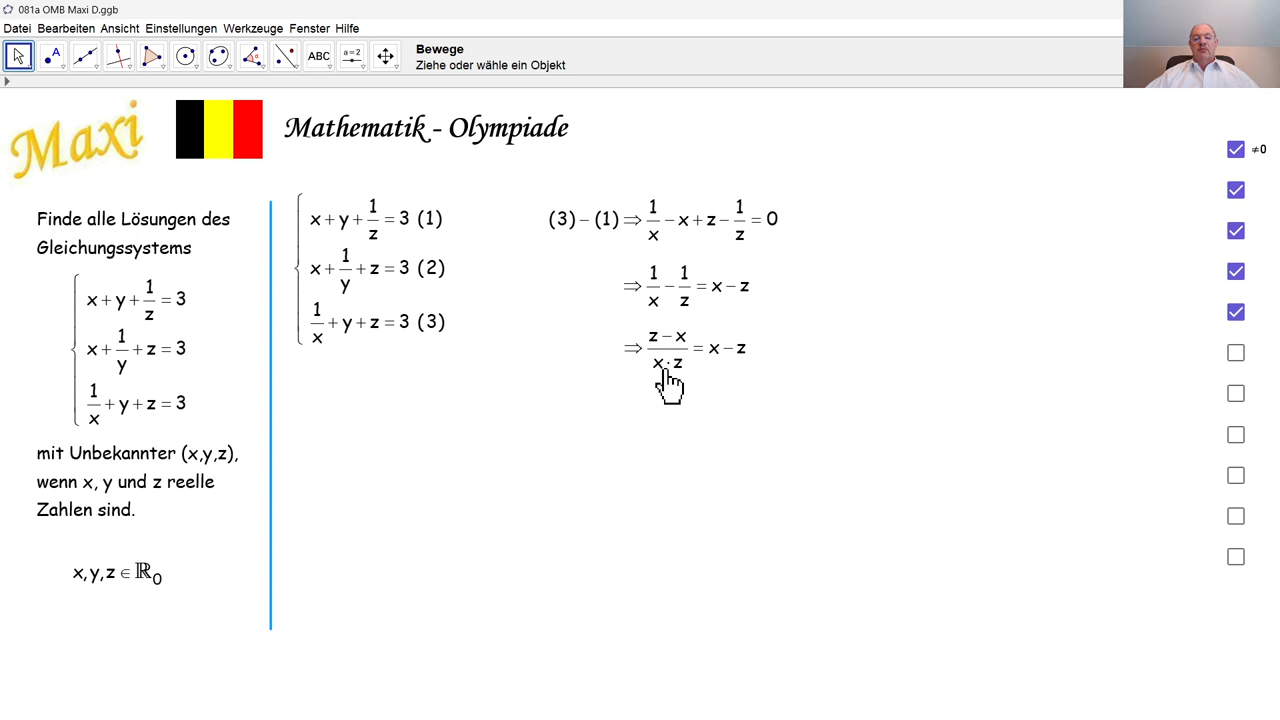 081a OMB Maxi D.ggb
Datei Bearbeiten Ansicht Einstellungen Werkzeuge Fenster Hilfe
A
ABC
a=2
Bewege
Ziehe oder wähle ein Objekt
Maxi
Mathematik - Olympiade
≠0
Finde alle Lösungen des
Gleichungssystems
x+y+1/z=3
x+1/y+z=3
1/x+y+z=3
mit Unbekannter (x,y,z),
wenn x, y und z reelle
Zahlen sind.
x,y,z∈ℝ₀
x+y+1/z=3 (1)
x+1/y+z=3 (2)
1/x+y+z=3 (3)
(3)-(1)⇒1/x-x+z-1/z=0
⇒1/x-1/z=x-z
⇒(z-x)/(x·z)=x-z